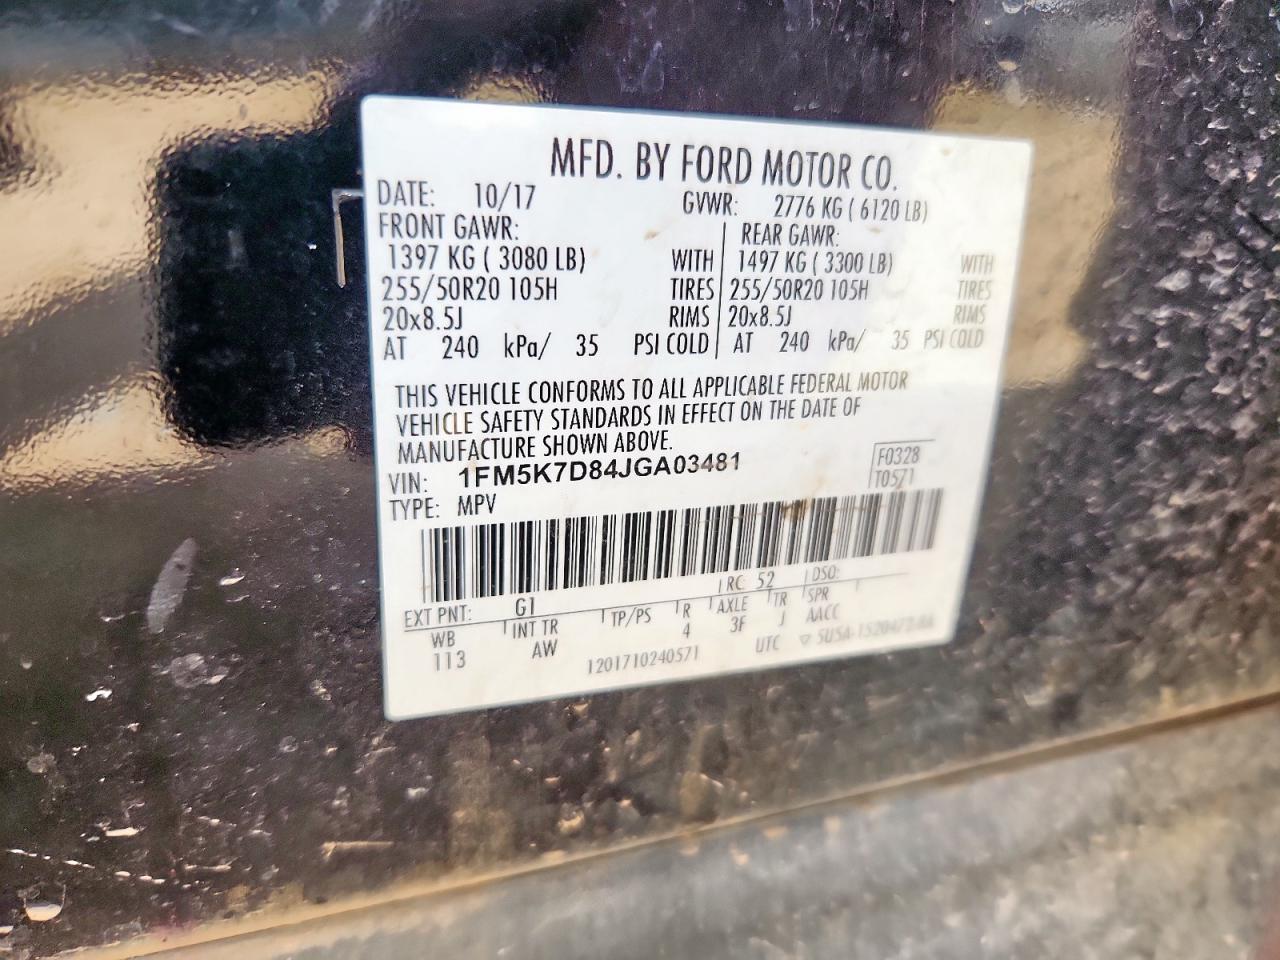 MFD. BY FORD MOTOR CO.
DATE: 10/17 GVWR: 2776 KG ( 6120 LB)
FRONT GAWR: REAR GAWR:
1397 KG ( 3080 LB) WITH 1497 KG ( 3300 LB) WITH
255/50R20 105H TIRES 255/50R20 105H TIRES
20x8.5J RIMS 20x8.5J RIMS
AT 240 kPa/ 35 PSI COLD AT 240 kPa/ 35 PSI COLD
THIS VEHICLE CONFORMS TO ALL APPLICABLE FEDERAL MOTOR
VEHICLE SAFETY STANDARDS IN EFFECT ON THE DATE OF
MANUFACTURE SHOWN ABOVE.
VIN: 1FM5K7D84JGA03481 F0328
TYPE: MPV T0571
EXT PNT: G1 RC: 52 DSO:
WB INT TR TP/PS R AXLE TR SPR
113 AW 4 3F J AACC
1201710240571 UTC